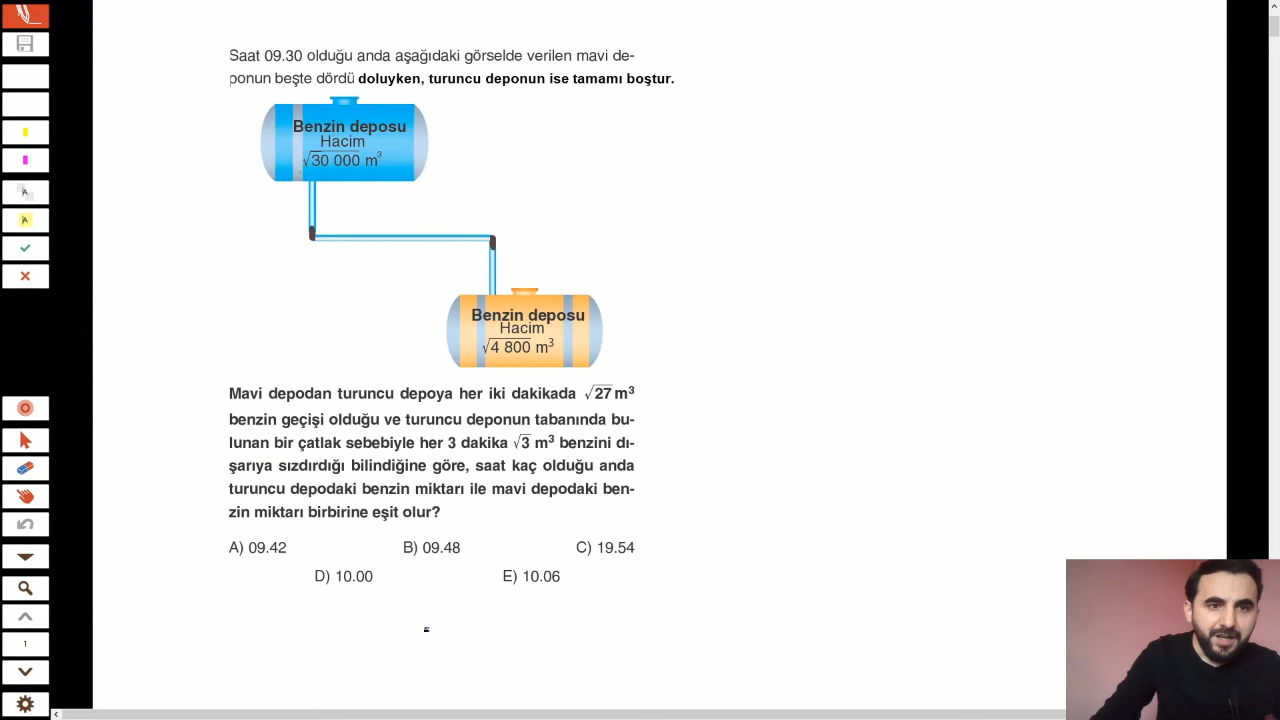 Saat 09.30 olduğu anda aşağıdaki görselde verilen mavi de-
ponun beşte dördü doluyken, turuncu deponun ise tamamı boştur.
Benzin deposu
Hacim
√30 000 m³
Benzin deposu
Hacim
√4 800 m³
Mavi depodan turuncu depoya her iki dakikada √27 m³
benzin geçişi olduğu ve turuncu deponun tabanında bu-
lunan bir çatlak sebebiyle her 3 dakika √3 m³ benzini dı-
şarıya sızdırdığı bilindiğine göre, saat kaç olduğu anda
turuncu depodaki benzin miktarı ile mavi depodaki ben-
zin miktarı birbirine eşit olur?
A) 09.42 B) 09.48 C) 19.54
D) 10.00 E) 10.06
A
A
1